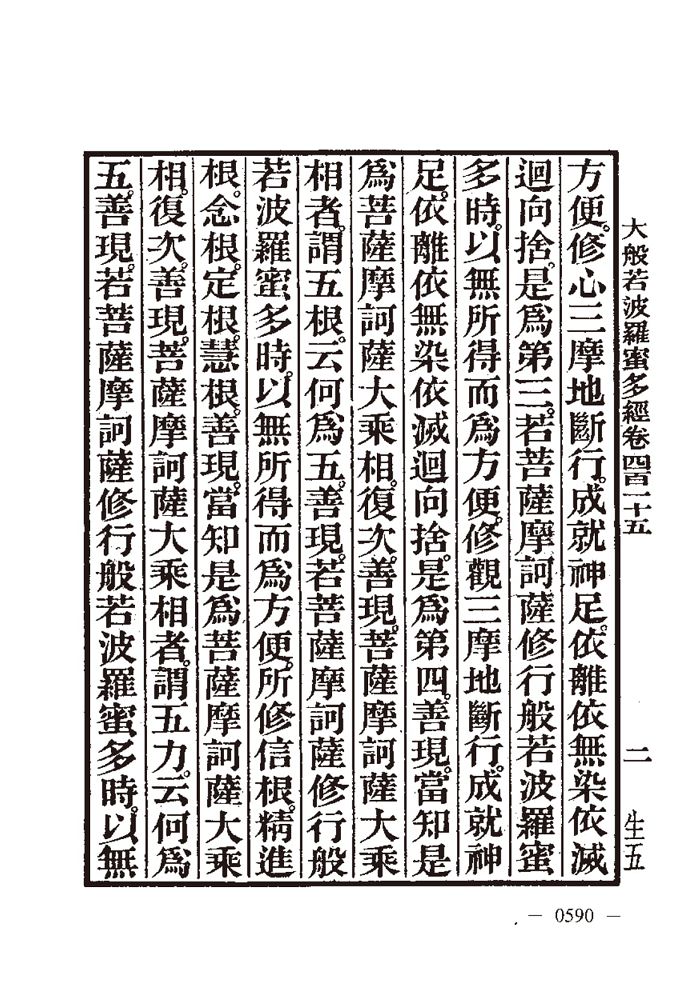 大般若波羅蜜多經卷四百一十五
二
生五
方便。修心三摩地斷行。成就神足。依離依無染依滅
迴向捨。是爲第三。若菩薩摩訶薩修行般若波羅蜜
多時。以無所得而爲方便。修觀三摩地斷行。成就神
足。依離依無染依滅迴向捨。是爲第四。善現。當知是
爲菩薩摩訶薩大乘相。復次。善現。菩薩摩訶薩大乘
相者。謂五根。云何爲五。善現。若菩薩摩訶薩修行般
若波羅蜜多時。以無所得而爲方便。所修信根。精進
根。念根。定根。慧根。善現。當知是爲菩薩摩訶薩大乘
相。復次。善現。菩薩摩訶薩大乘相者。謂五力。云何爲
五。善現。若菩薩摩訶薩修行般若波羅蜜多時。以無
— 0590 —